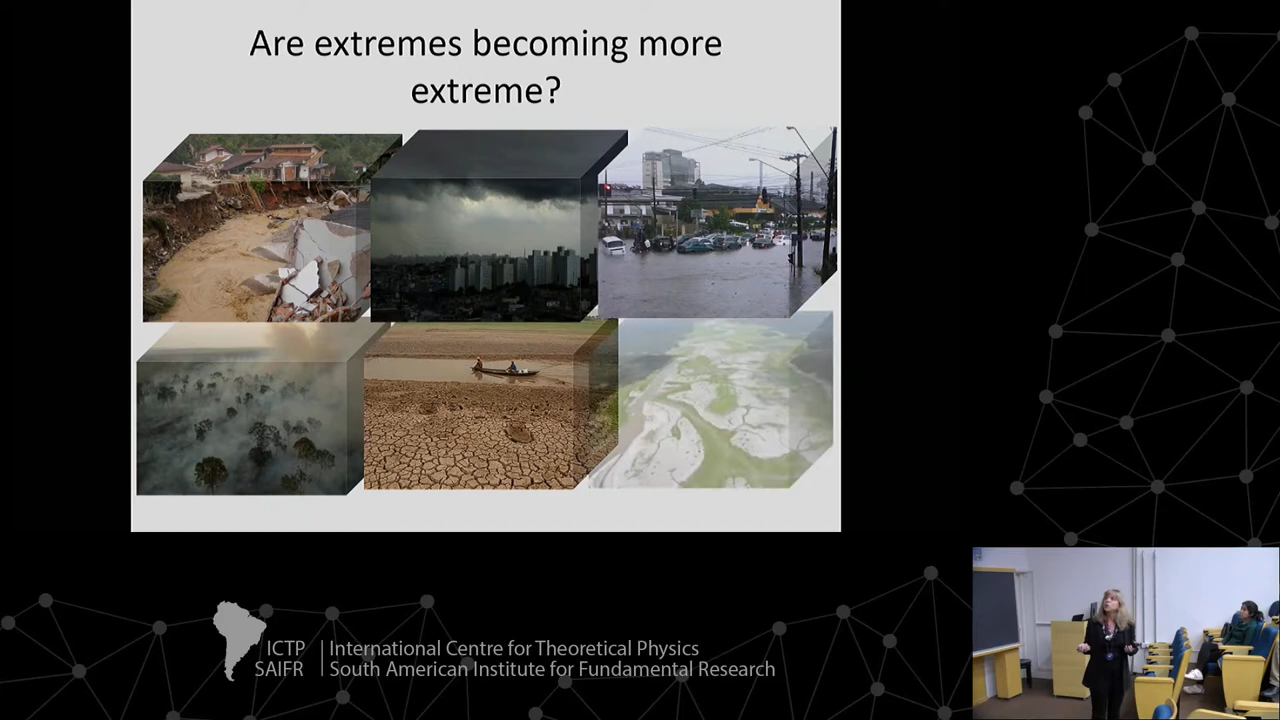 Are extremes becoming more
extreme?
ICTP
SAIFR
International Centre for Theoretical Physics
South American Institute for Fundamental Research